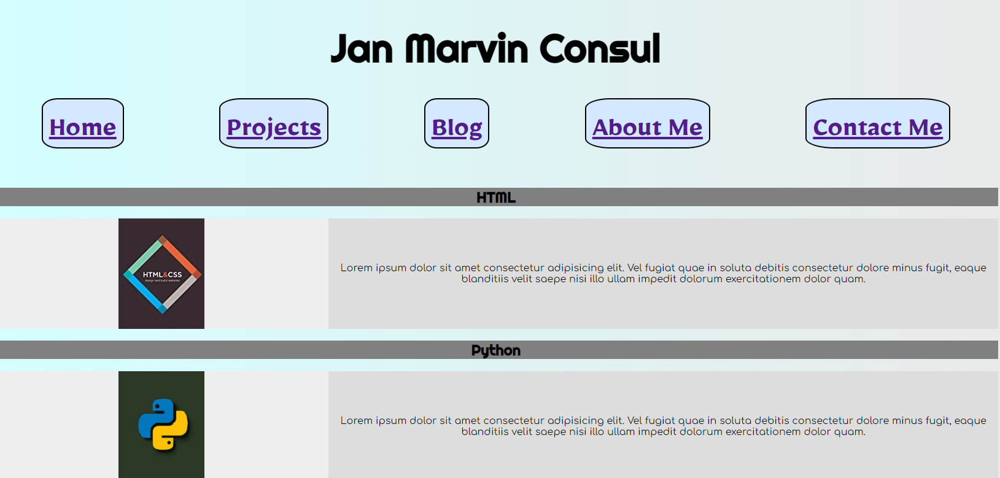 Jan Marvin Consul
Home
Projects
Blog
About Me
Contact Me
HTML
HTML&CSS
design and build websites
Lorem ipsum dolor sit amet consectetur adipisicing elit. Vel fugiat quae in soluta debitis consectetur dolore minus fugit, eaque
blanditiis velit saepe nisi illo ullam impedit dolorum exercitationem dolor quam.
Python
Lorem ipsum dolor sit amet consectetur adipisicing elit. Vel fugiat quae in soluta debitis consectetur dolore minus fugit, eaque
blanditiis velit saepe nisi illo ullam impedit dolorum exercitationem dolor quam.